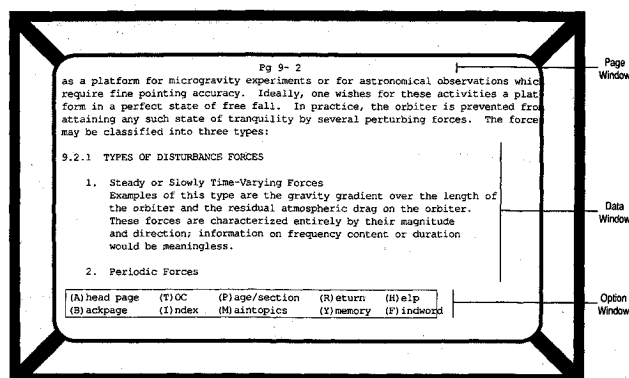 Pg 9- 2
Page
Window
as a platform for microgravity experiments or for astronomical observations whic
require fine pointing accuracy. Ideally, one wishes for these activities a plat
form in a perfect state of free fall. In practice, the orbiter is prevented fro
attaining any such state of tranquility by several perturbing forces. The force
may be classified into three types:
9.2.1 TYPES OF DISTURBANCE FORCES
1. Steady or Slowly Time-Varying Forces
Examples of this type are the gravity gradient over the length of
the orbiter and the residual atmospheric drag on the orbiter.
These forces are characterized entirely by their magnitude
and direction; information on frequency content or duration
would be meaningless.
Data
Window
2. Periodic Forces
(A)head page (T)OC (P)age/section (R)eturn (H)elp
(B)ackpage (I)ndex (M)aintopics (Y)memory (F)indword
Option
Window